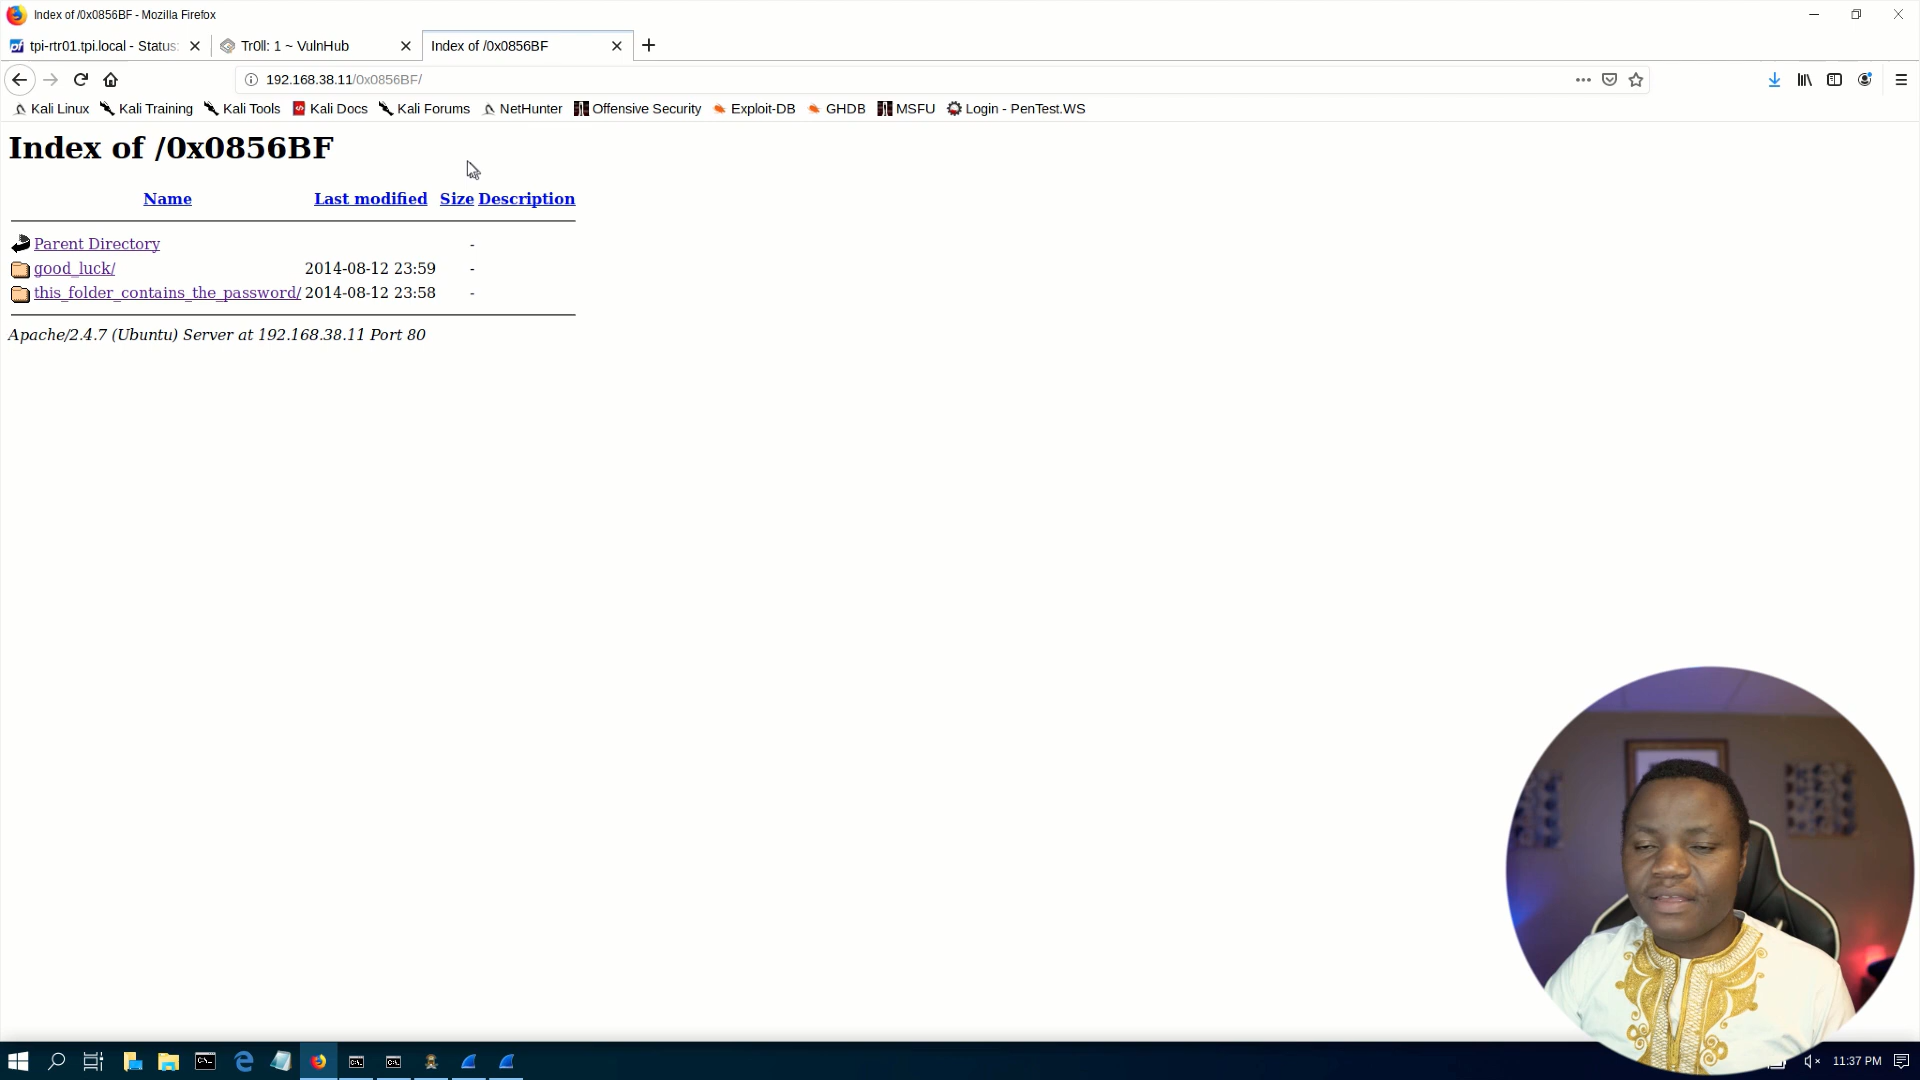 Index of /0x0856BF - Mozilla Firefox
tpi-rtr01.tpi.local - Status:
Tr0ll: 1 ~ VulnHub
Index of /0x0856BF
192.168.38.11/0x0856BF/
Kali Linux Kali Training Kali Tools Kali Docs Kali Forums NetHunter Offensive Security Exploit-DB GHDB MSFU Login - PenTest.WS
Index of /0x0856BF
Name Last modified Size Description
Parent Directory -
good_luck/ 2014-08-12 23:59 -
this_folder_contains_the_password/ 2014-08-12 23:58 -
Apache/2.4.7 (Ubuntu) Server at 192.168.38.11 Port 80
11:37 PM